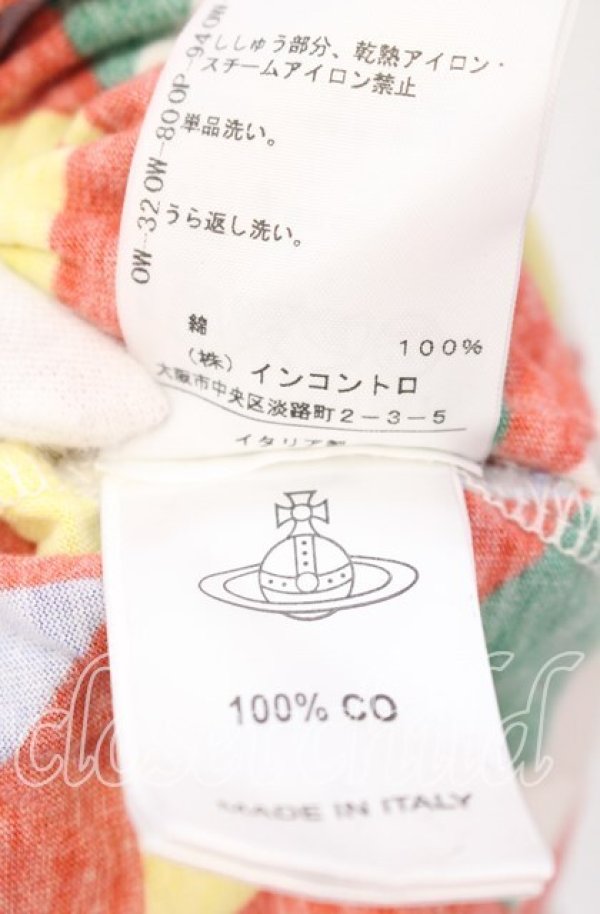 0W-320W-800P-940W
ししゅう部分、乾熱アイロン・
スチームアイロン禁止
単品洗い。
うら返し洗い。
綿 100%
(株) インコントロ
大阪市中央区淡路町2-3-5
イタリア製
100% CO
MADE IN ITALY
closet child